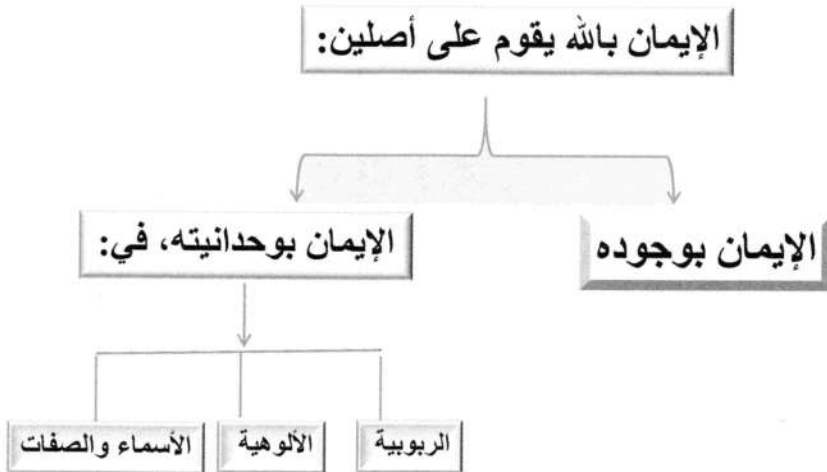 الإيمان بالله يقوم على أصلين:
الإيمان بوجوده
الإيمان بوحدانيته، في:
الربوبية
الألوهية
الأسماء والصفات